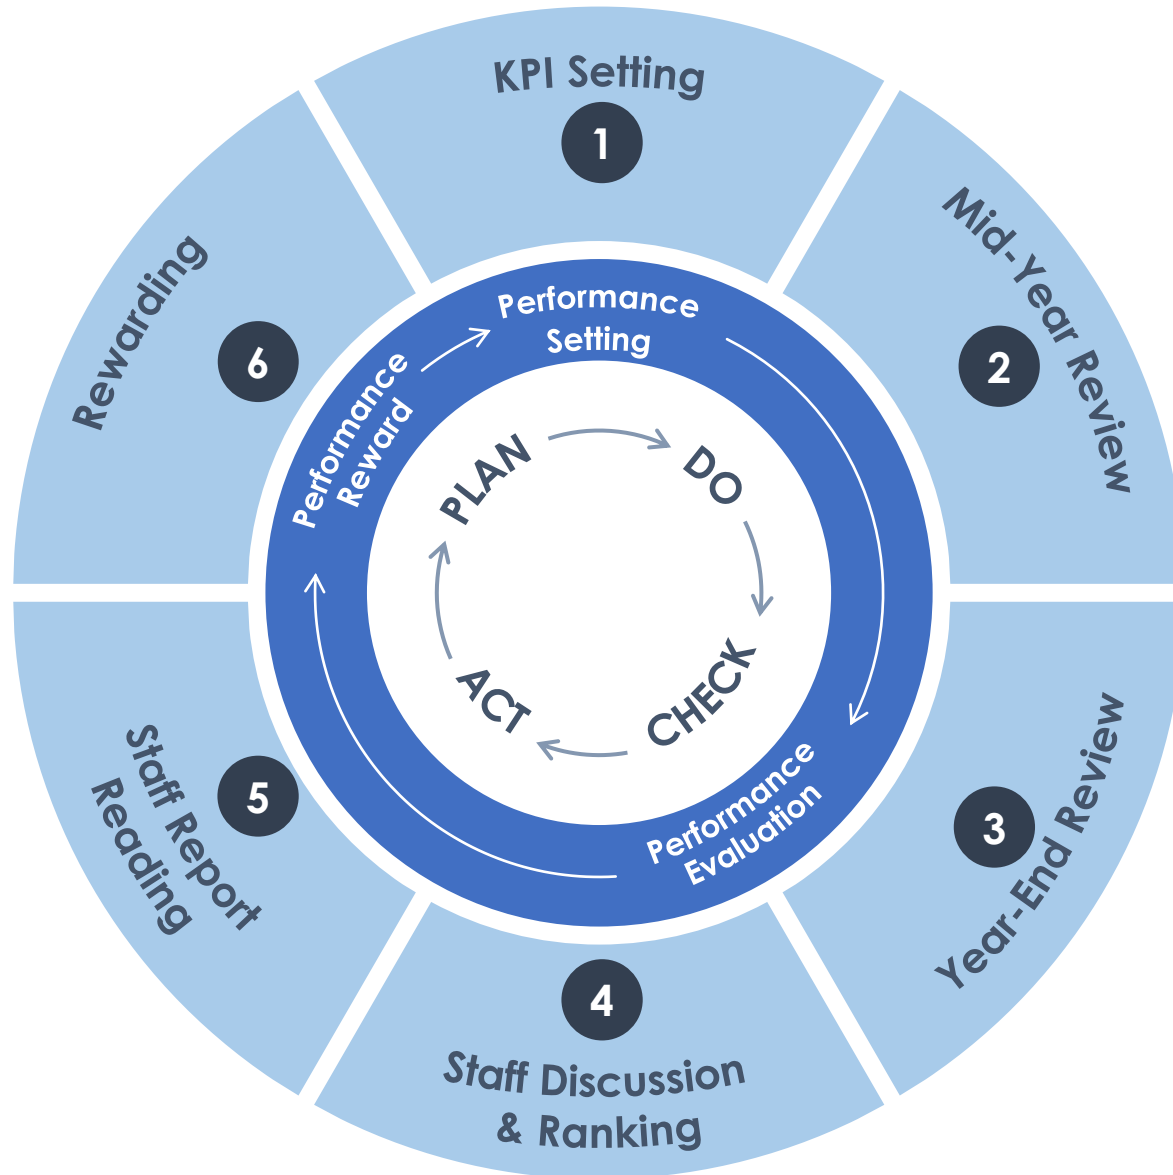 KPI Setting
1
Mid-Year Review
2
Year-End Review
3
Staff Discussion
& Ranking
4
Staff Report
Reading
5
Rewarding
6
Performance
Setting
Performance
Evaluation
Performance
Reward
PLAN
DO
CHECK
ACT